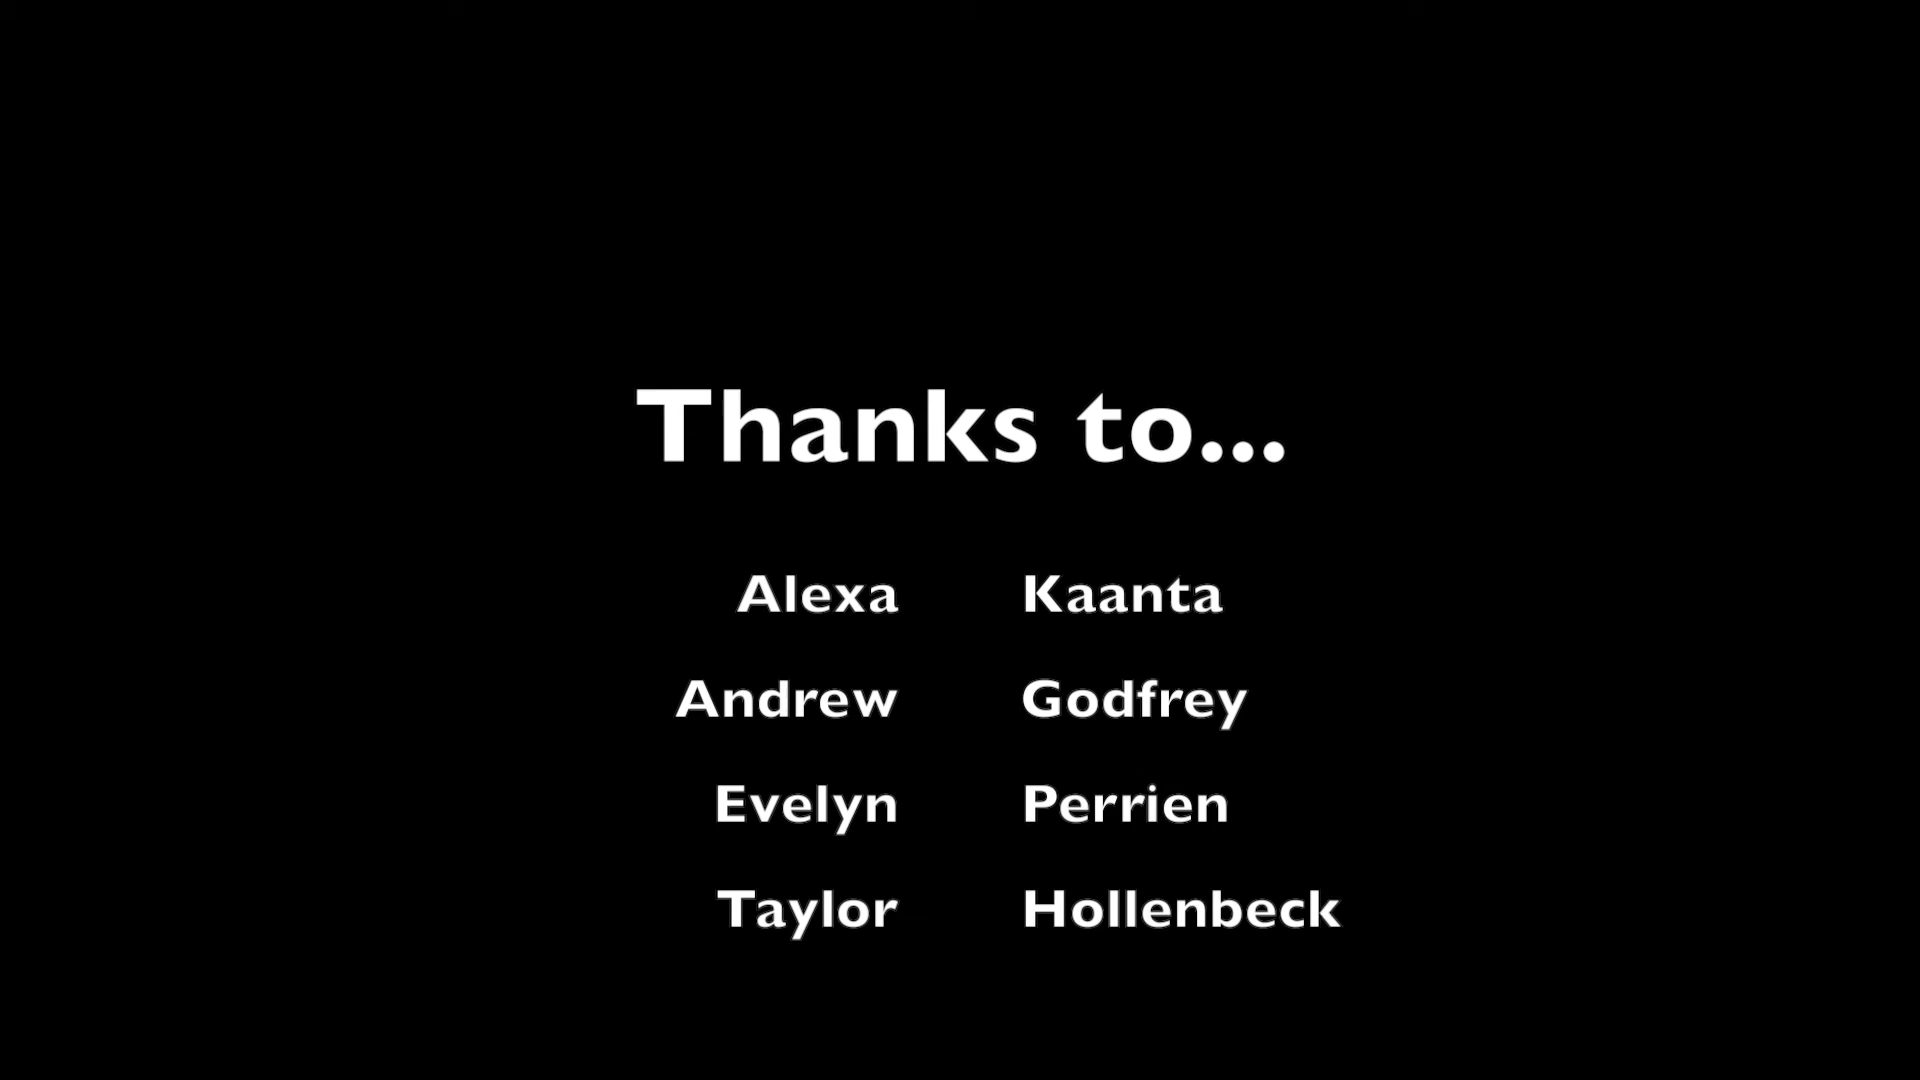 Thanks to...
Alexa Kaanta
Andrew Godfrey
Evelyn Perrien
Taylor Hollenbeck